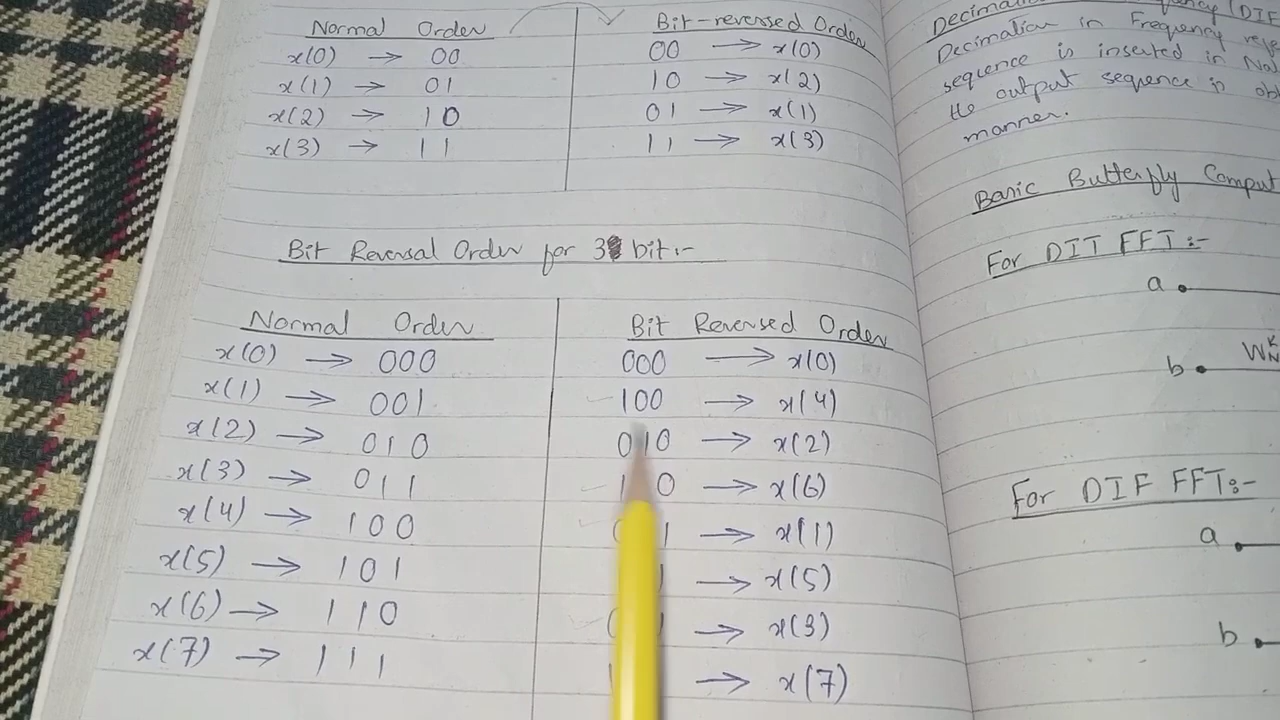 Normal Order
x(0) → 00
x(1) → 01
x(2) → 10
x(3) → 11
Bit-reversed Order
00 → x(0)
10 → x(2)
01 → x(1)
11 → x(3)
Bit Reversal Order for 3 bit:-
Normal Order
x(0) → 000
x(1) → 001
x(2) → 010
x(3) → 011
x(4) → 100
x(5) → 101
x(6) → 110
x(7) → 111
Bit Reversed Order
000 → x(0)
100 → x(4)
010 → x(2)
→ x(6)
→ x(1)
→ x(5)
→ x(3)
→ x(7)
(DIF
Decimation in Frequency
sequence is inserted in
the output sequence is
manner.
Basic Butterfly
For DIT FFT:-
a
b
For DIF FFT:-
a
b